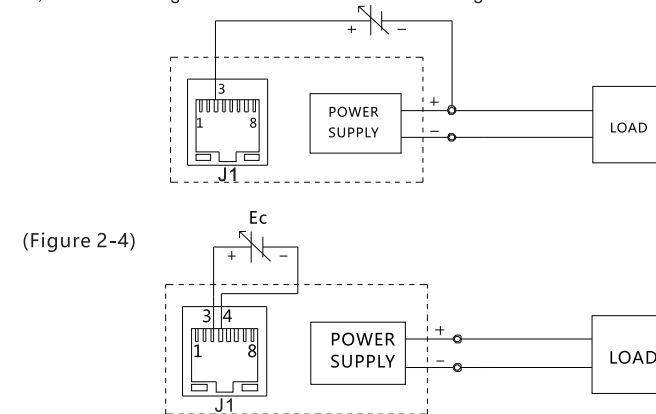 + −
3
1 8
J1
POWER
SUPPLY
+
−
LOAD
(Figure 2-4)
Ec
+ −
3 4
1 8
J1
POWER
SUPPLY
+
−
LOAD